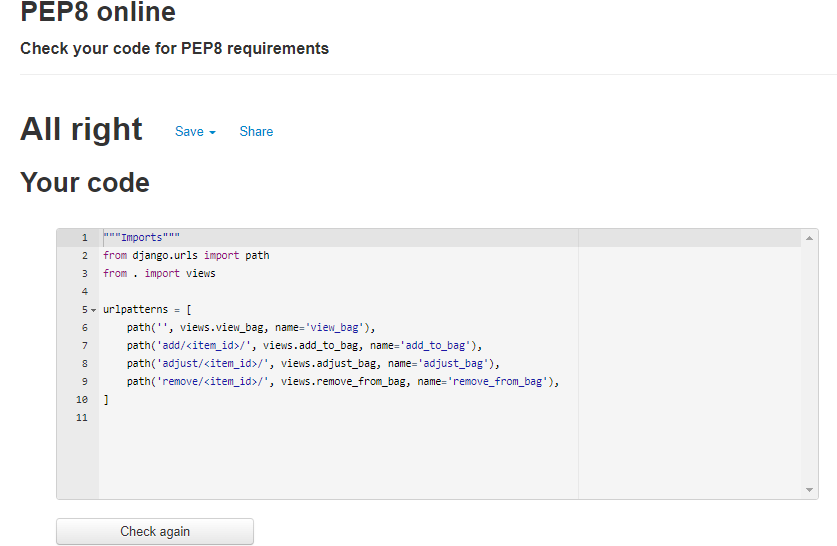 PEP8 online
Check your code for PEP8 requirements
All right Save Share
Your code
1 """Imports"""
2 from django.urls import path
3 from . import views
4
5 urlpatterns = [
6     path('', views.view_bag, name='view_bag'),
7     path('add/<item_id>/', views.add_to_bag, name='add_to_bag'),
8     path('adjust/<item_id>/', views.adjust_bag, name='adjust_bag'),
9     path('remove/<item_id>/', views.remove_from_bag, name='remove_from_bag'),
10 ]
11
Check again